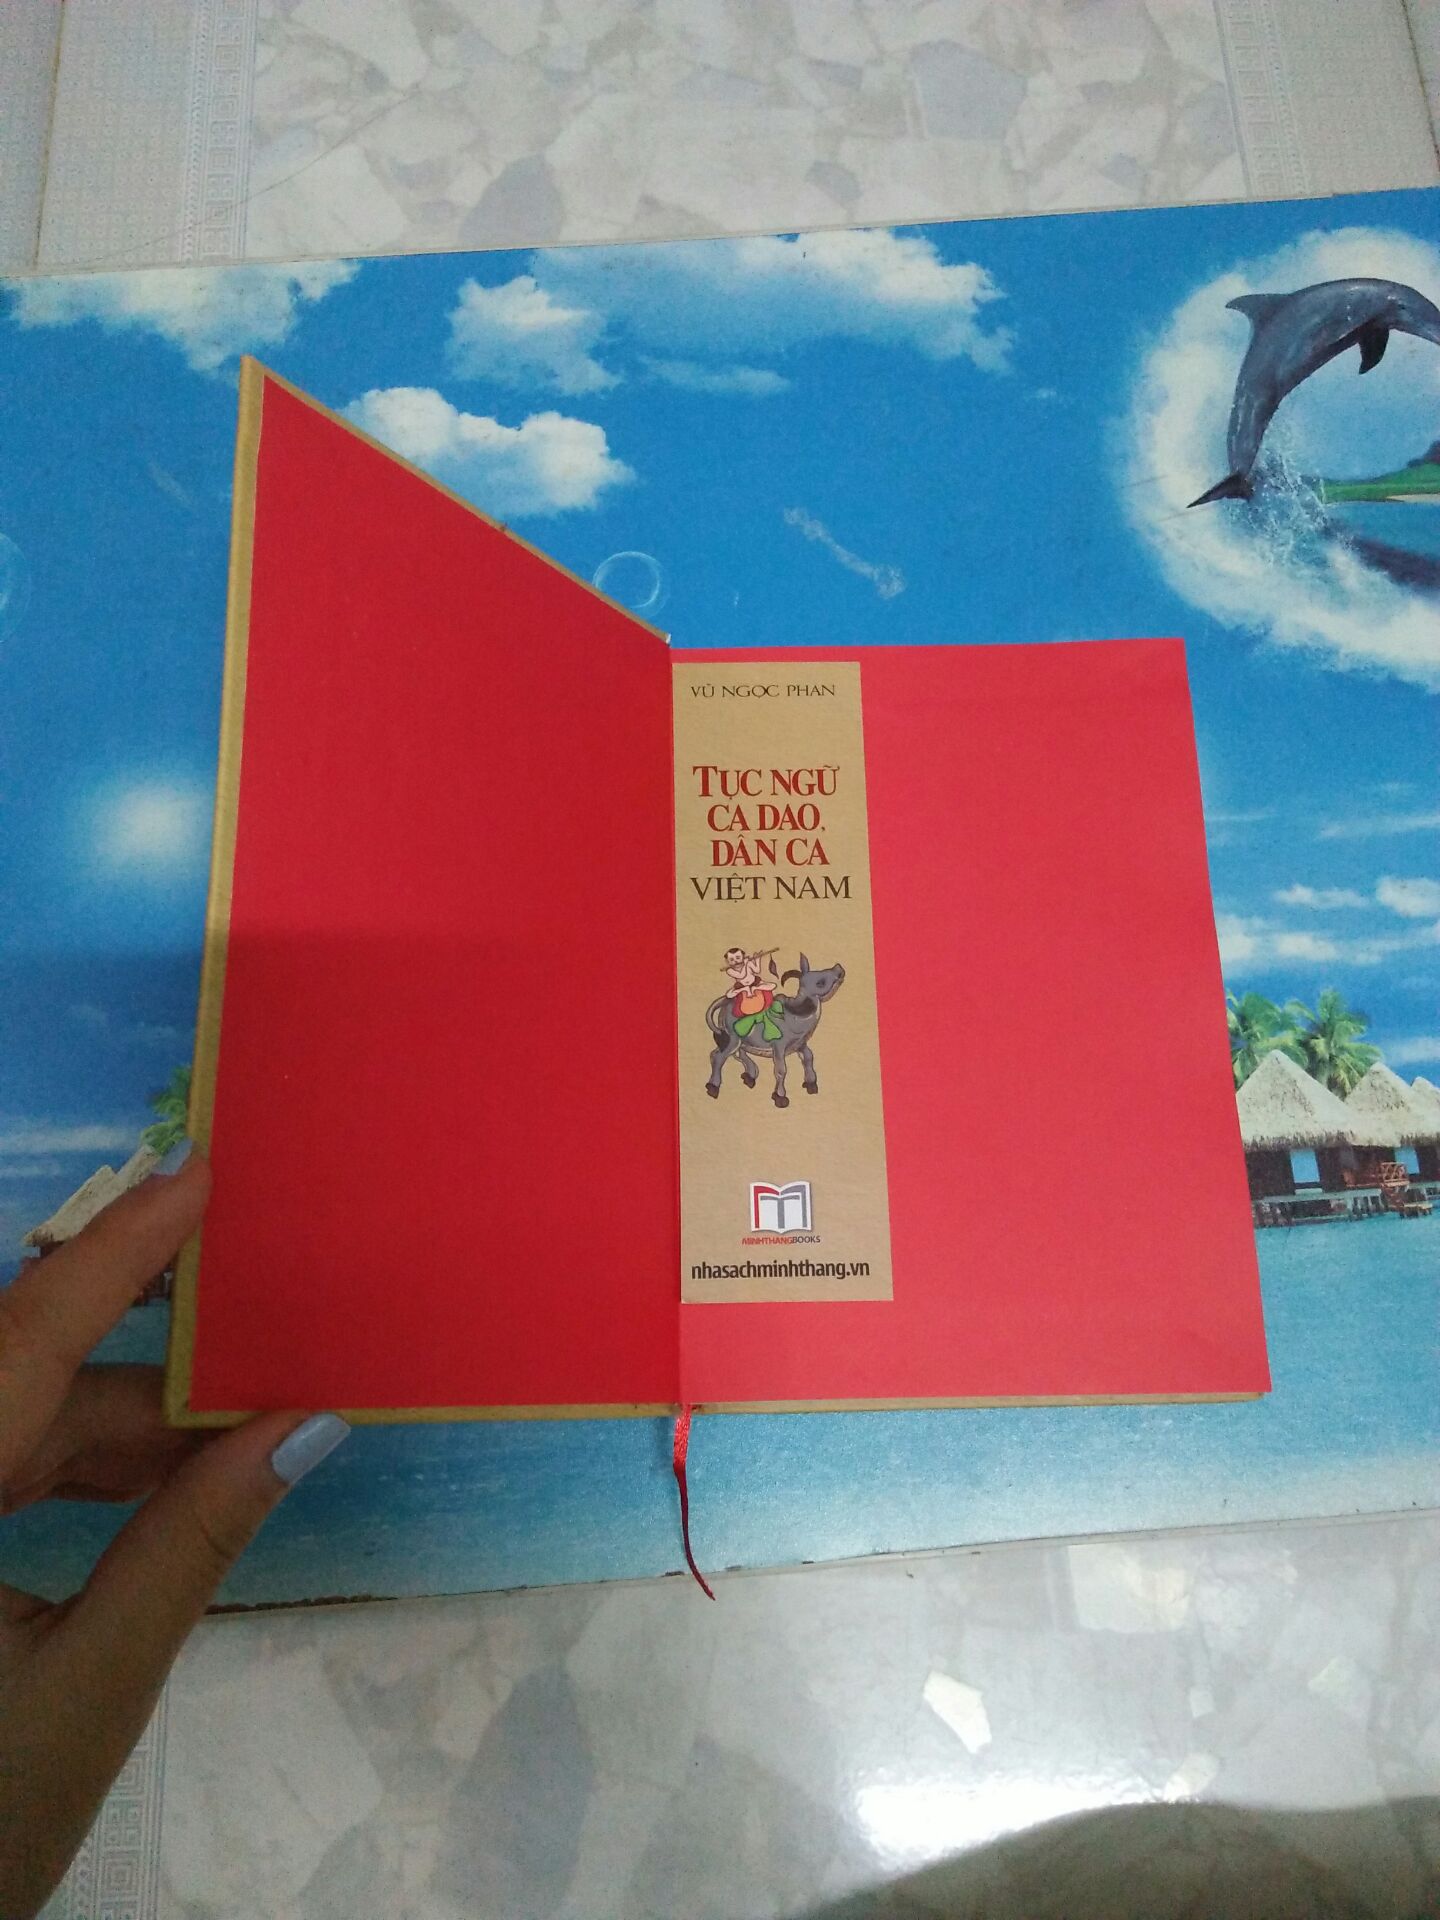 VŨ NGỌC PHAN
TỤC NGỮ
CA DAO,
DÂN CA
VIỆT NAM
MINHTHANGBOOKS
nhasachminhthang.vn